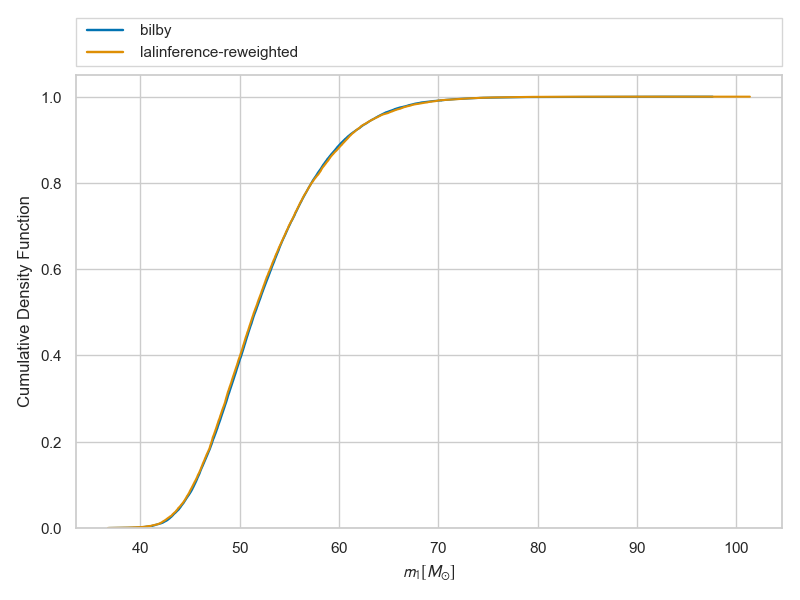 bilby
lalinference-reweighted
1.0
0.8
0.6
0.4
0.2
0.0
Cumulative Density Function
40 50 60 70 80 90 100
m₁[M⊙]